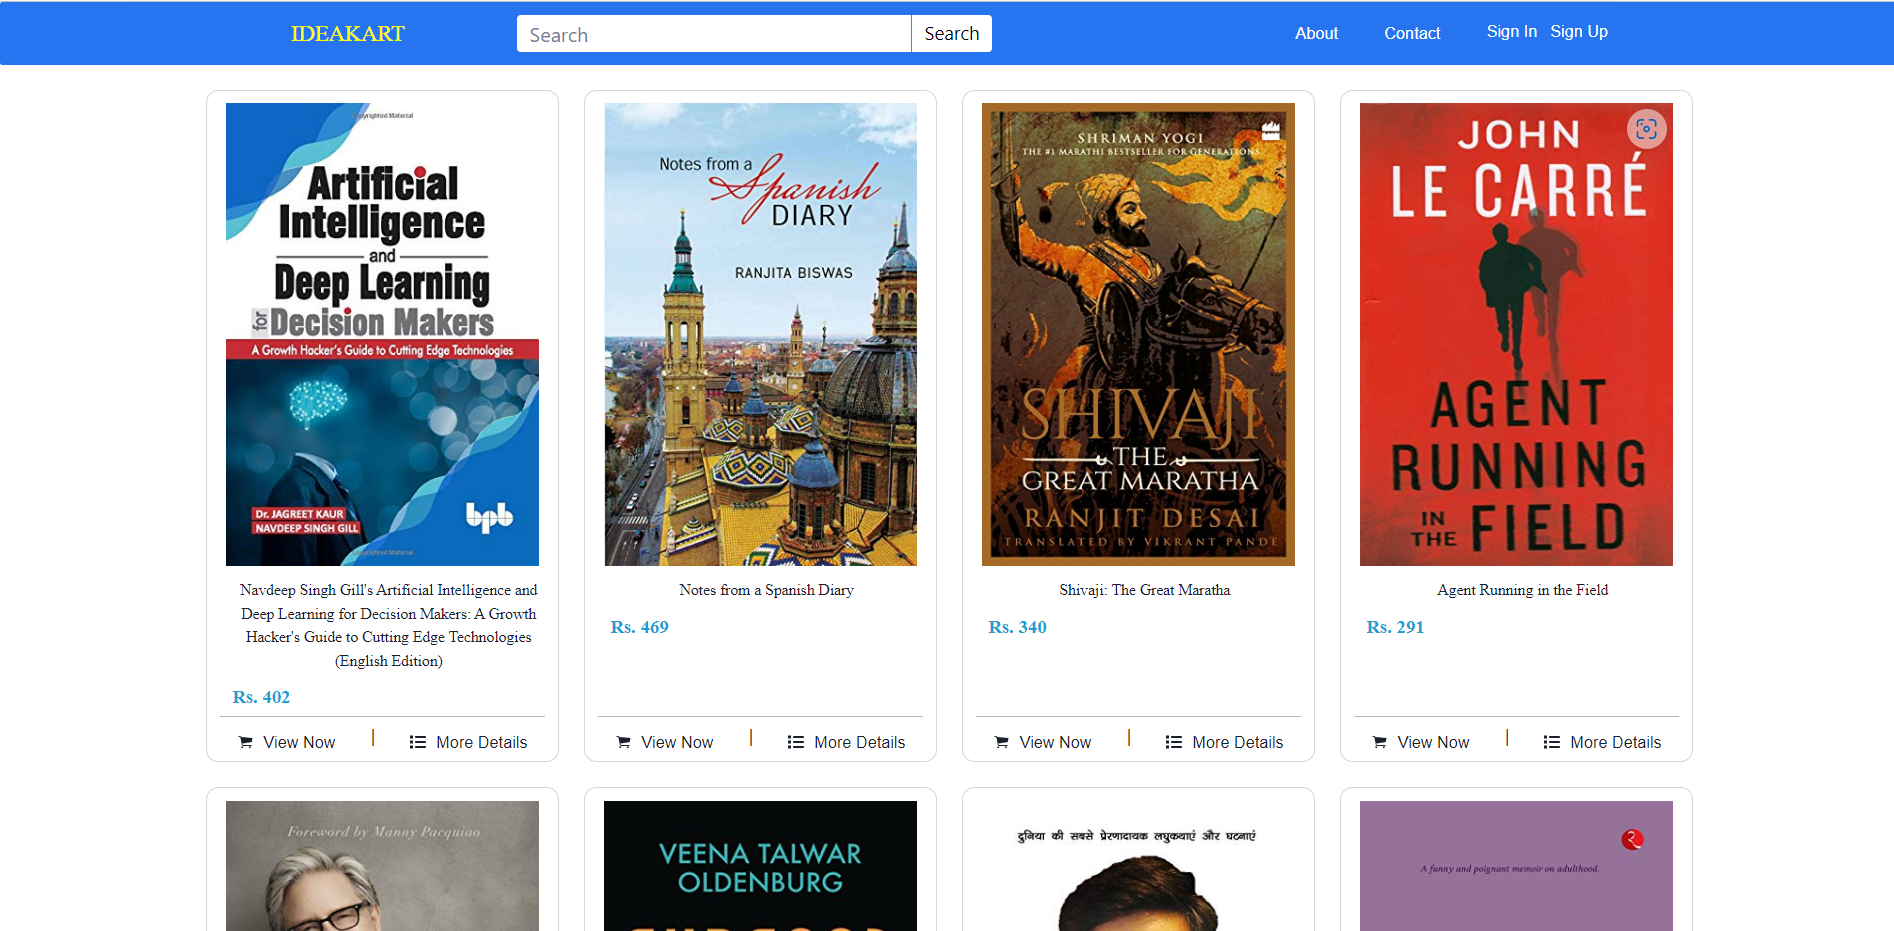 IDEAKART
Search
Search
About
Contact
Sign In
Sign Up
Copyrighted Material
Artificial
Intelligence
and
Deep Learning
for Decision Makers
A Growth Hacker's Guide to Cutting Edge Technologies
Dr. JAGREET KAUR
NAVDEEP SINGH GILL
bpb
Copyrighted Material
Navdeep Singh Gill's Artificial Intelligence and
Deep Learning for Decision Makers: A Growth
Hacker's Guide to Cutting Edge Technologies
(English Edition)
Rs. 402
View Now
|
More Details
Notes from a
Spanish
DIARY
RANJITA BISWAS
Notes from a Spanish Diary
Rs. 469
View Now
|
More Details
SHRIMAN YOGI
THE #1 MARATHI BESTSELLER FOR GENERATIONS
SHIVAJI
THE
GREAT MARATHA
RANJIT DESAI
TRANSLATED BY VIKRANT PANDE
Shivaji: The Great Maratha
Rs. 340
View Now
|
More Details
JOHN
LE CARRÉ
AGENT
RUNNING
IN THE FIELD
Agent Running in the Field
Rs. 291
View Now
|
More Details
Foreword by Manny Pacquiao
VEENA TALWAR
OLDENBURG
दुनिया की सबसे प्रेरणादायक लघुकथाएं और घटनाएं
A funny and poignant memoir on adulthood.